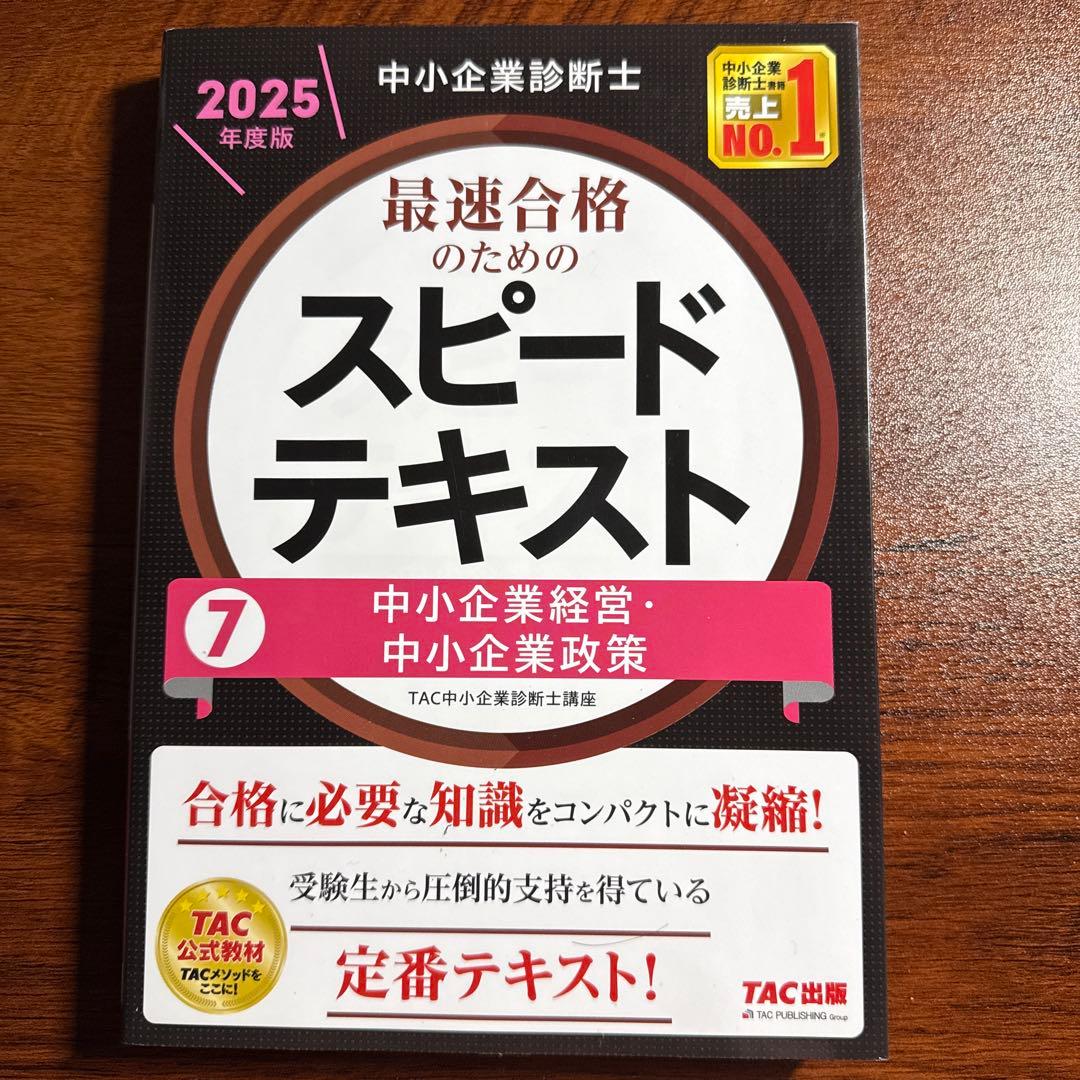 2025
年度版
中小企業診断士
中小企業
診断士書籍
売上
NO.1
最速合格
のための
スピード
テキスト
7
中小企業経営・
中小企業政策
TAC中小企業診断士講座
合格に必要な知識をコンパクトに凝縮!
受験生から圧倒的支持を得ている
定番テキスト!
TAC
公式教材
TACメソッドを
ここに!
TAC出版
TAC PUBLISHING Group